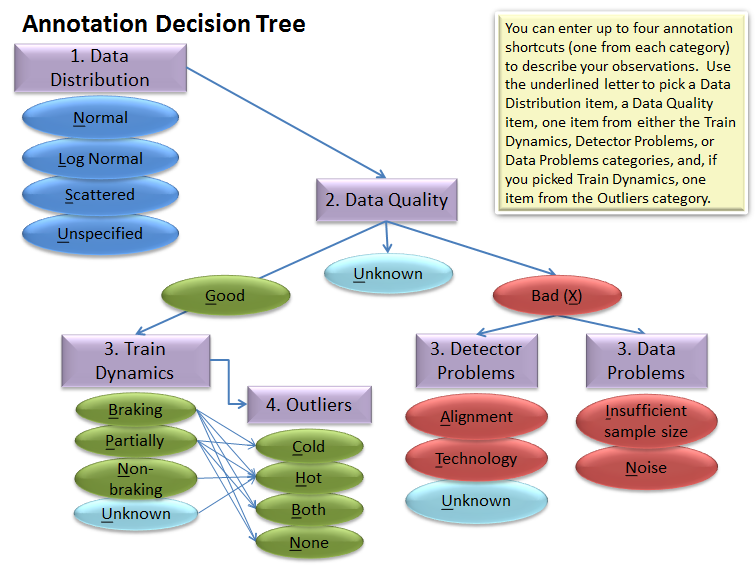 Annotation Decision Tree
You can enter up to four annotation
shortcuts (one from each category)
to describe your observations.  Use
the underlined letter to pick a Data
Distribution item, a Data Quality
item, one item from either the Train
Dynamics, Detector Problems, or
Data Problems categories, and, if
you picked Train Dynamics, one
item from the Outliers category.
1. Data
Distribution
Normal
Log Normal
Scattered
Unspecified
2. Data Quality
Good
Unknown
Bad (X)
3. Train
Dynamics
Braking
Partially
Non-
braking
Unknown
4. Outliers
Cold
Hot
Both
None
3. Detector
Problems
Alignment
Technology
Unknown
3. Data
Problems
Insufficient
sample size
Noise